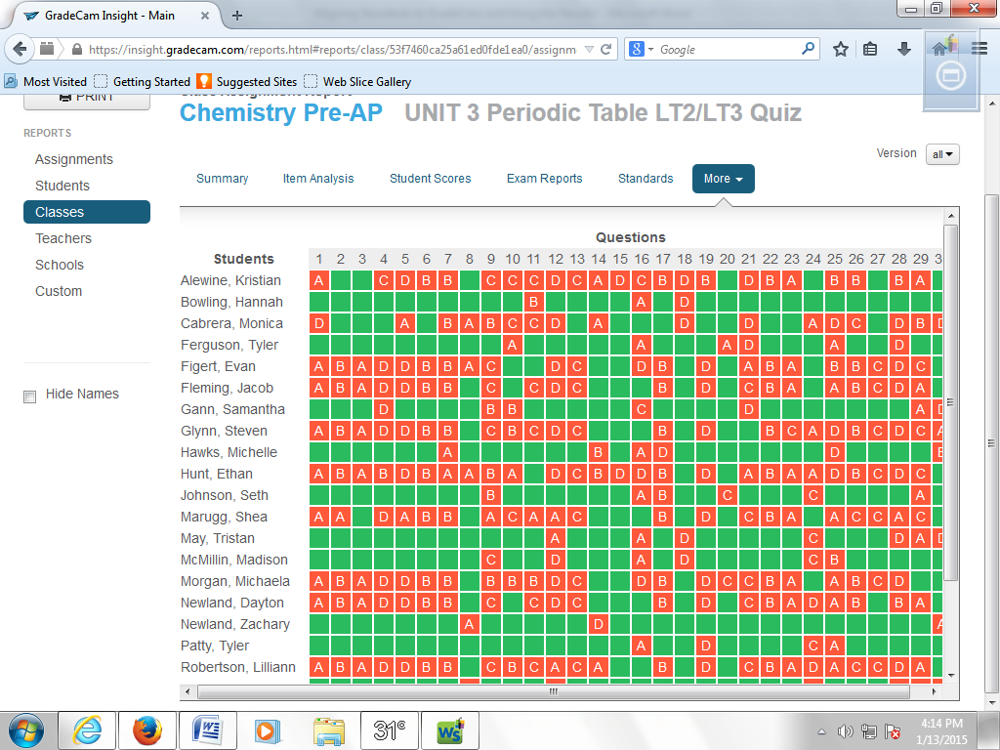 GradeCam Insight - Main
https://insight.gradecam.com/reports.html#reports/class/53f7460ca25a61ed0fde1ea0/assignm
Google
Most Visited Getting Started Suggested Sites Web Slice Gallery
PRINT
Class Assignment Report
Chemistry Pre-AP UNIT 3 Periodic Table LT2/LT3 Quiz
REPORTS
Assignments
Students
Classes
Teachers
Schools
Custom
Hide Names
Version all
Summary Item Analysis Student Scores Exam Reports Standards More
Questions
Students 1 2 3 4 5 6 7 8 9 10 11 12 13 14 15 16 17 18 19 20 21 22 23 24 25 26 27 28 29 3
Alewine, Kristian A C D B B C C C D C A D C B D B D B A B B B A
Bowling, Hannah B A D
Cabrera, Monica D A B A B C C D A D D A D C D B D
Ferguson, Tyler A A A D A D
Figert, Evan A B A D D B B A C D C D B D A B A B B C D C
Fleming, Jacob A B A D D B B C C D C B D C B A A B C D A
Gann, Samantha D B B C D A D
Glynn, Steven A B A D D B B C B C D C B D B C A D B C D C A
Hawks, Michelle A B A D D B
Hunt, Ethan A B A B D B A A B A D C B D D B D A B A A D B C D C
Johnson, Seth B A B C C A
Marugg, Shea A A D A B B A C A A C B D C B A A C C A C
May, Tristan A A D C D A D
McMillin, Madison C D A D C B
Morgan, Michaela A B A D D B B B B B D C D B D C C B A A B C D
Newland, Dayton A B A D D B B C C D C B D C B A D A B B A
Newland, Zachary A D A
Patty, Tyler A D C A
Robertson, Lilliann A B A D D B B C B C A C A B D C B A D A C C D A
31°
4:14 PM
1/13/2015